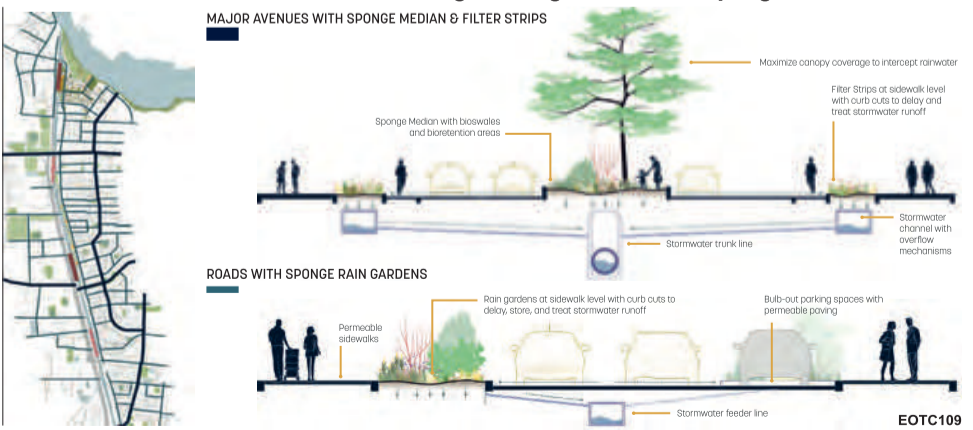 MAJOR AVENUES WITH SPONGE MEDIAN & FILTER STRIPS
Maximize canopy coverage to intercept rainwater
Filter Strips at sidewalk level
with curb cuts to delay and
treat stormwater runoff
Sponge Median with bioswales
and bioretention areas
Stormwater
channel with
overflow
mechanisms
Stormwater trunk line
ROADS WITH SPONGE RAIN GARDENS
Rain gardens at sidewalk level with curb cuts to
delay, store, and treat stormwater runoff
Bulb-out parking spaces with
permeable paving
Permeable
sidewalks
Stormwater feeder line
EOTC109